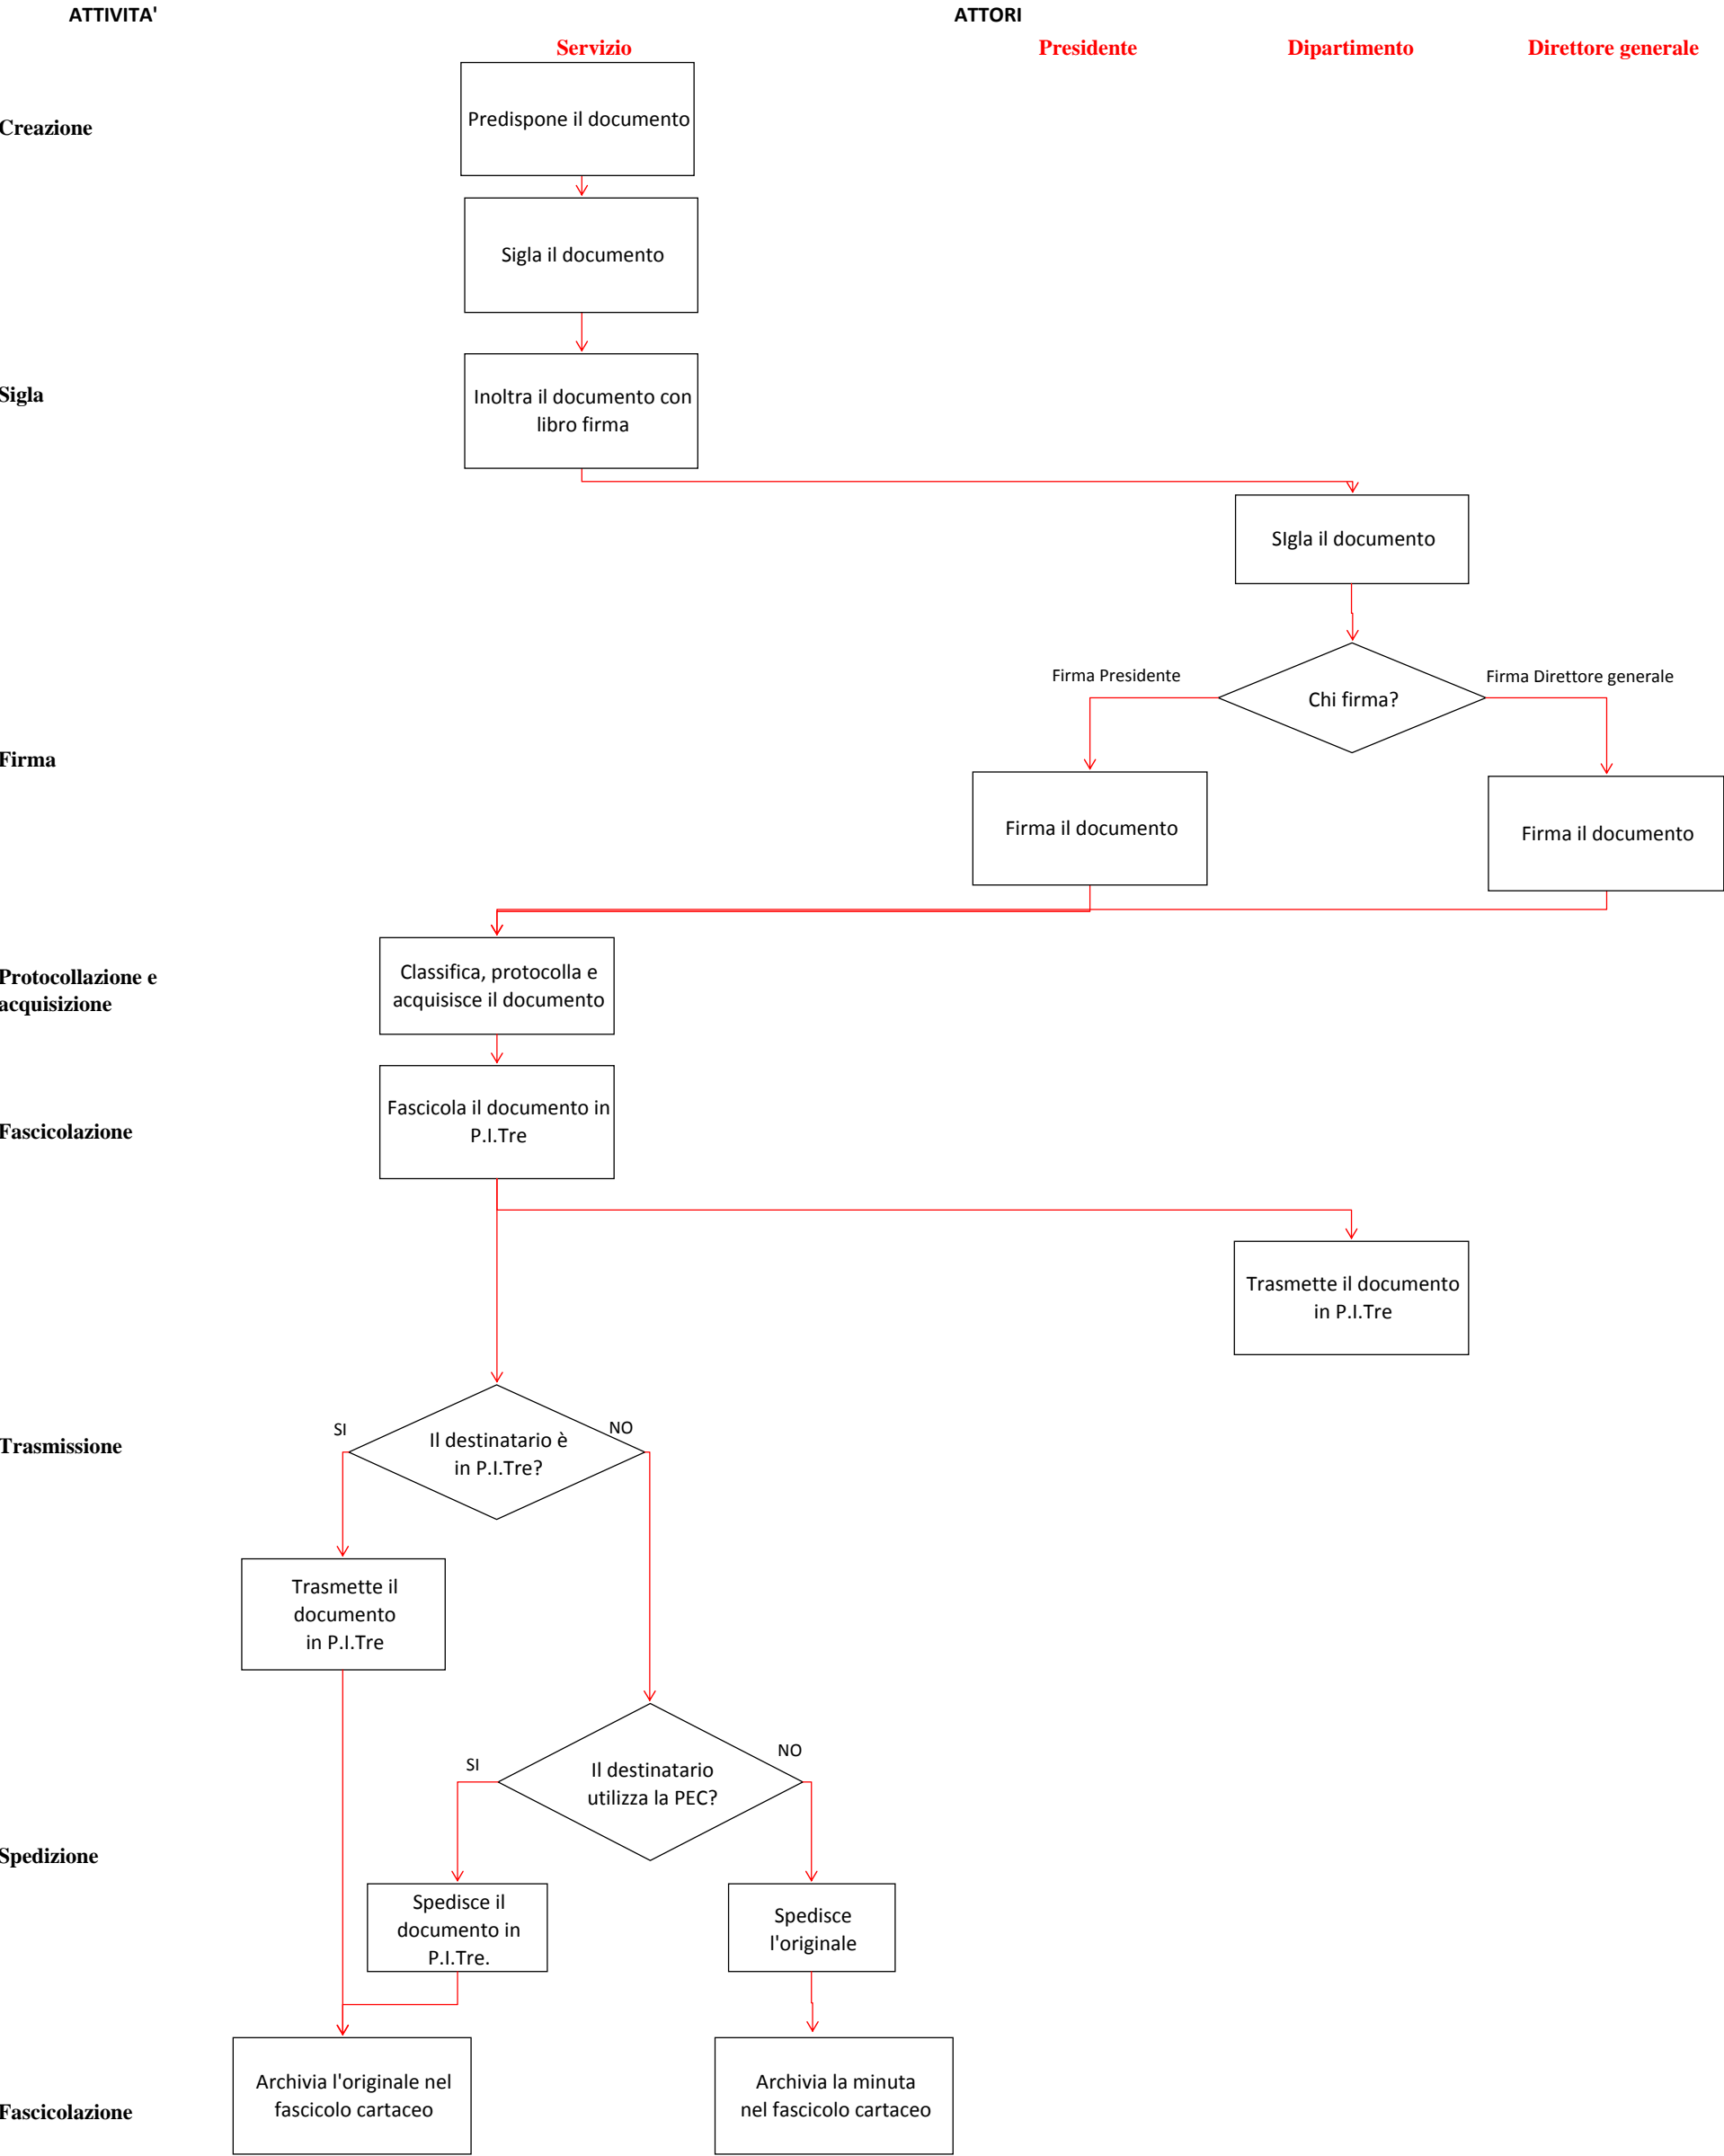 ATTIVITA'
ATTORI
Servizio
Presidente
Dipartimento
Direttore generale
Creazione
Predispone il documento
Sigla il documento
Sigla
Inoltra il documento con
libro firma
SIgla il documento
Firma Presidente
Chi firma?
Firma Direttore generale
Firma
Firma il documento
Firma il documento
Protocollazione e
acquisizione
Classifica, protocolla e
acquisisce il documento
Fascicolazione
Fascicola il documento in
P.I.Tre
Trasmette il documento
in P.I.Tre
Trasmissione
SI
Il destinatario è
in P.I.Tre?
NO
Trasmette il
documento
in P.I.Tre
SI
Il destinatario
utilizza la PEC?
NO
Spedizione
Spedisce il
documento in
P.I.Tre.
Spedisce
l'originale
Fascicolazione
Archivia l'originale nel
fascicolo cartaceo
Archivia la minuta
nel fascicolo cartaceo